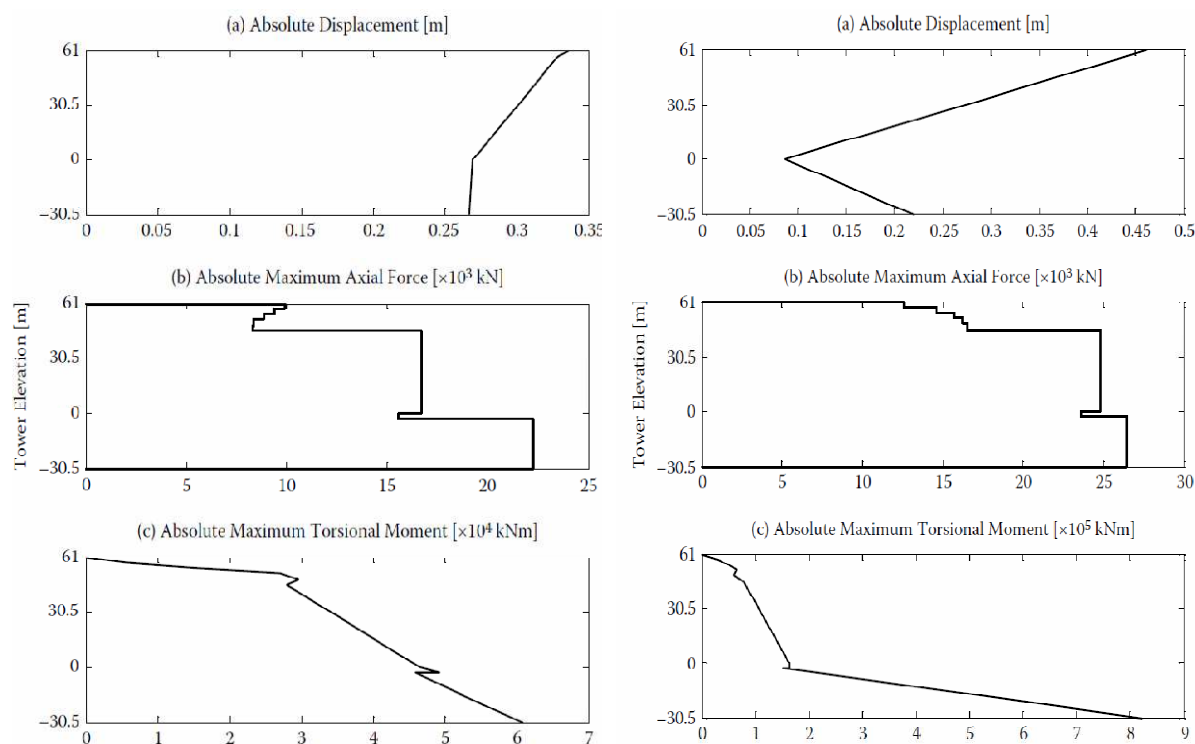 (a) Absolute Displacement [m]
61
30.5
0
−30.5
0 0.05 0.1 0.15 0.2 0.25 0.3 0.35
(b) Absolute Maximum Axial Force [×10³ kN]
Tower Elevation [m]
61
30.5
0
−30.5
0 5 10 15 20 25
(c) Absolute Maximum Torsional Moment [×10⁴ kNm]
61
30.5
0
−30.5
0 1 2 3 4 5 6 7
(a) Absolute Displacement [m]
61
30.5
0
−30.5
0 0.05 0.1 0.15 0.2 0.25 0.3 0.35 0.4 0.45 0.5
(b) Absolute Maximum Axial Force [×10³ kN]
Tower Elevation [m]
61
30.5
0
−30.5
0 5 10 15 20 25 30
(c) Absolute Maximum Torsional Moment [×10⁵ kNm]
61
30.5
0
−30.5
0 1 2 3 4 5 6 7 8 9